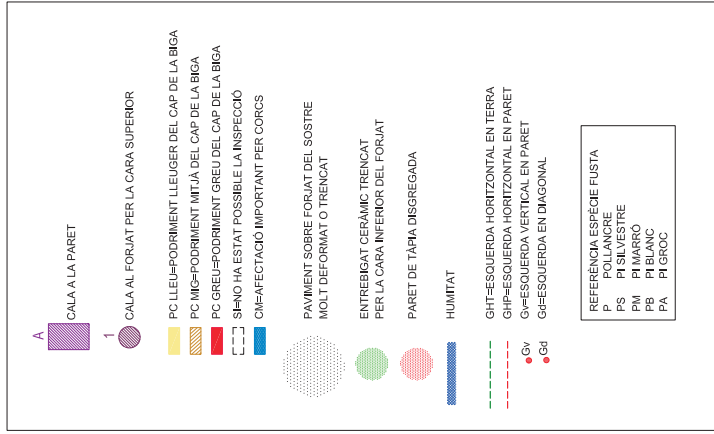 A
CALA A LA PARET
1
CALA AL FORJAT PER LA CARA SUPERIOR
PC LLEU=PODRIMENT LLEUGER DEL CAP DE LA BIGA
PC MIG=PODRIMENT MITJÀ DEL CAP DE LA BIGA
PC GREU=PODRIMENT GREU DEL CAP DE LA BIGA
SI=NO HA ESTAT POSSIBLE LA INSPECCIÓ
CM=AFECTACIÓ IMPORTANT PER CORCS
PAVIMENT SOBRE FORJAT DEL SOSTRE
MOLT DEFORMAT O TRENCAT
ENTREBIGAT CERÀMIC TRENCAT
PER LA CARA INFERIOR DEL FORJAT
PARET DE TÀPIA DISGREGADA
HUMITAT
GHT=ESQUERDA HORITZONTAL EN TERRA
GHP=ESQUERDA HORITZONTAL EN PARET
Gv Gv=ESQUERDA VERTICAL EN PARET
Gd Gd=ESQUERDA EN DIAGONAL
REFERÈNCIA ESPÈCIE FUSTA
P POLLANCRE
PS PI SILVESTRE
PM PI MARRÓ
PB PI BLANC
PA PI GROC